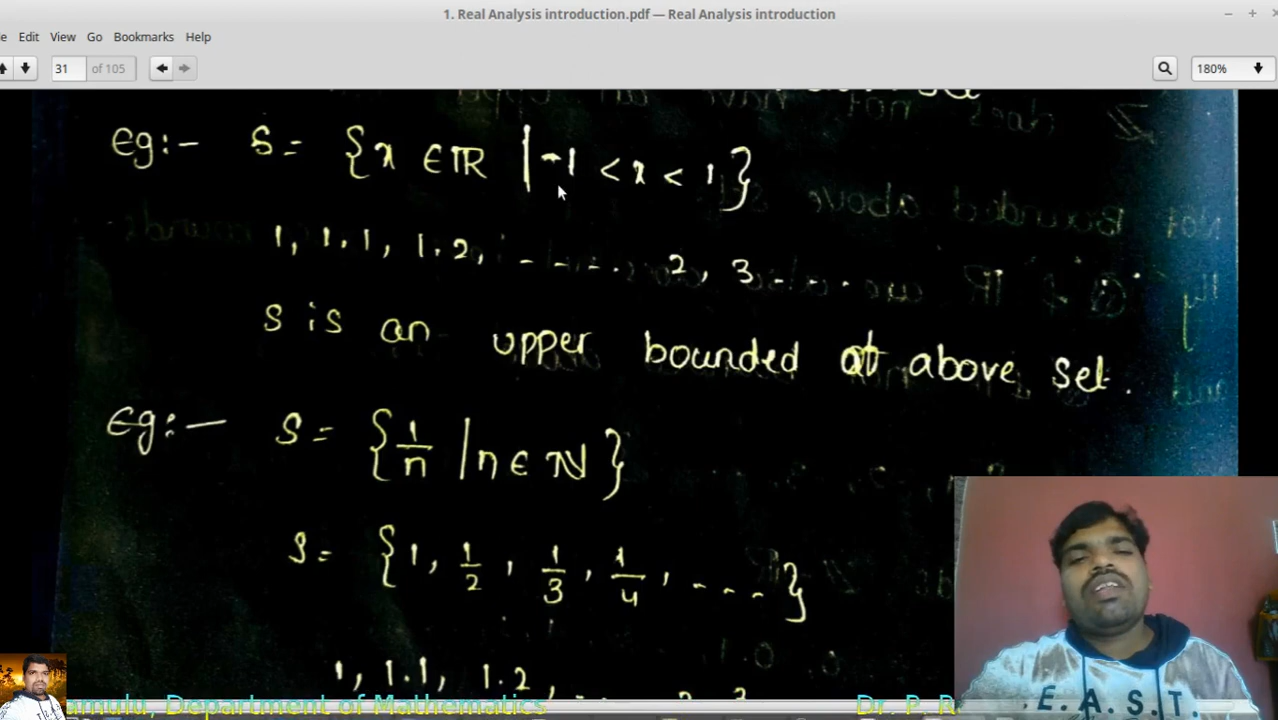 1. Real Analysis introduction.pdf — Real Analysis introduction
e Edit View Go Bookmarks Help
31 of 105 180%
Eg:- S = {x ∈ ℝ | -1 < x < 1}
1, 1.1, 1.2, - - - . 2, 3 - - - .
S is an upper bounded at above set.
Eg:- S = {1/n | n ∈ ℕ}
S = {1, 1/2, 1/3, 1/4, - - - }
1, 1.1, 1.2
E.A.S.T.
amulu, Department of Mathematics Dr. P. R